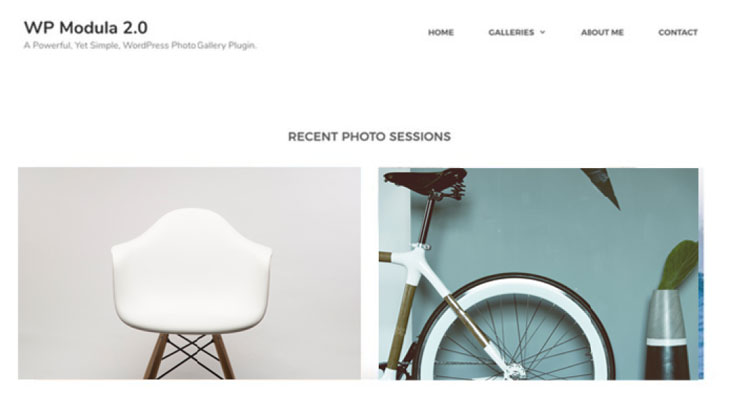 WP Modula 2.0
A Powerful, Yet Simple, WordPress Photo Gallery Plugin.
HOME GALLERIES ABOUT ME CONTACT
RECENT PHOTO SESSIONS